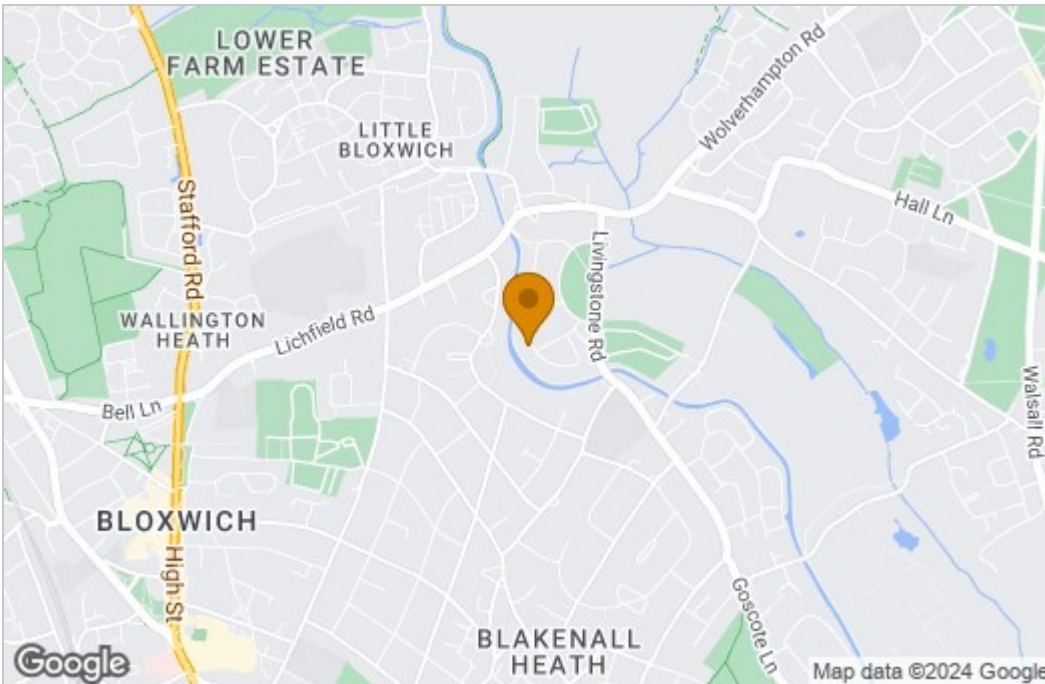 LOWER
FARM ESTATE
LITTLE
BLOXWICH
Wolverhampton Rd
Stafford Rd
Hall Ln
Livingstone Rd
WALLINGTON
HEATH
Lichfield Rd
Bell Ln
Walsall Rd
BLOXWICH
High St
Goscote Ln
BLAKENALL
HEATH
Google
Map data ©2024 Google